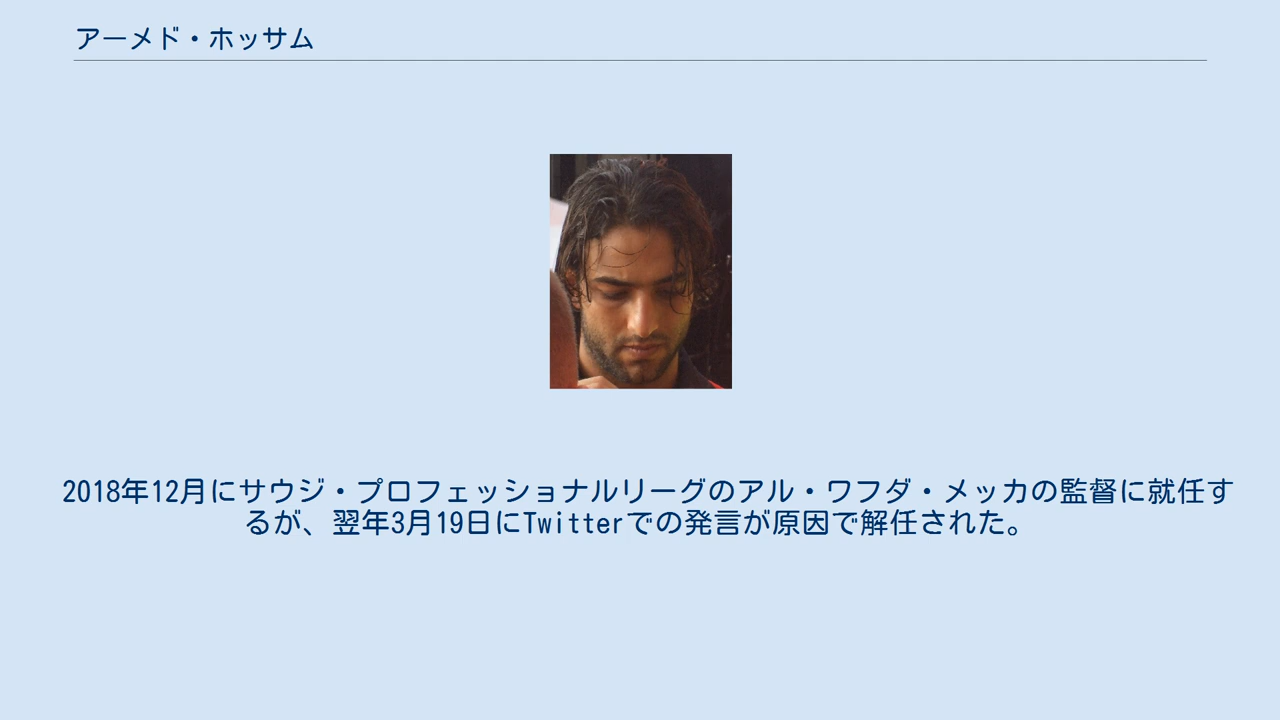 アーメド・ホッサム
2018年12月にサウジ・プロフェッショナルリーグのアル・ワフダ・メッカの監督に就任す
るが、翌年3月19日にTwitterでの発言が原因で解任された。